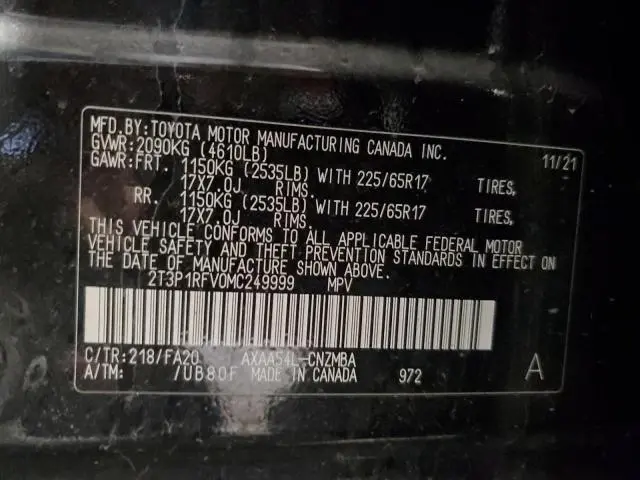 MFD.BY:TOYOTA MOTOR MANUFACTURING CANADA INC.
GVWR:2090KG (4610LB) 11/21
GAWR:FRT. 1150KG (2535LB) WITH 225/65R17 TIRES,
17X7.0J RIMS,
RR. 1150KG (2535LB) WITH 225/65R17 TIRES,
17X7.0J RIMS.
THIS VEHICLE CONFORMS TO ALL APPLICABLE FEDERAL MOTOR
VEHICLE SAFETY AND THEFT PREVENTION STANDARDS IN EFFECT ON
THE DATE OF MANUFACTURE SHOWN ABOVE.
2T3P1RFV0MC249999 MPV
C/TR:218/FA20 AXAA54L-CNZMBA
A/TM: /UB80F MADE IN CANADA 972 A